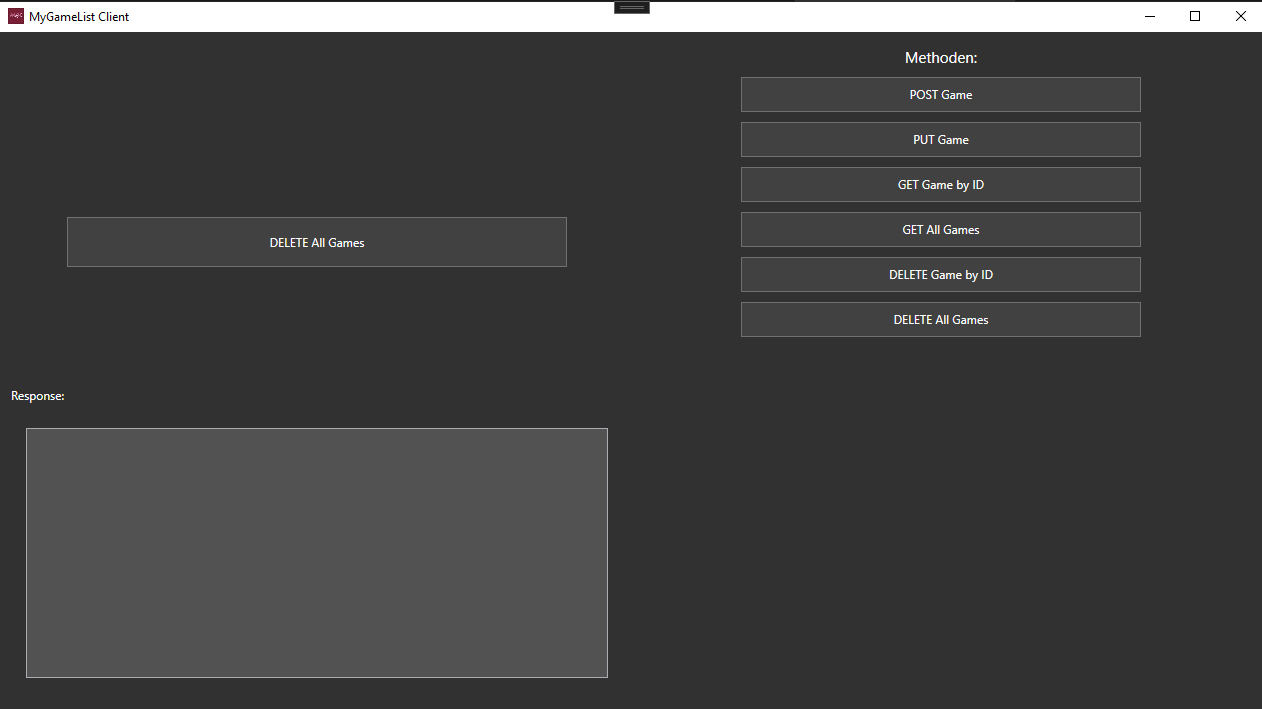 MyGameList Client
Methoden:
POST Game
PUT Game
GET Game by ID
GET All Games
DELETE Game by ID
DELETE All Games
DELETE All Games
Response: